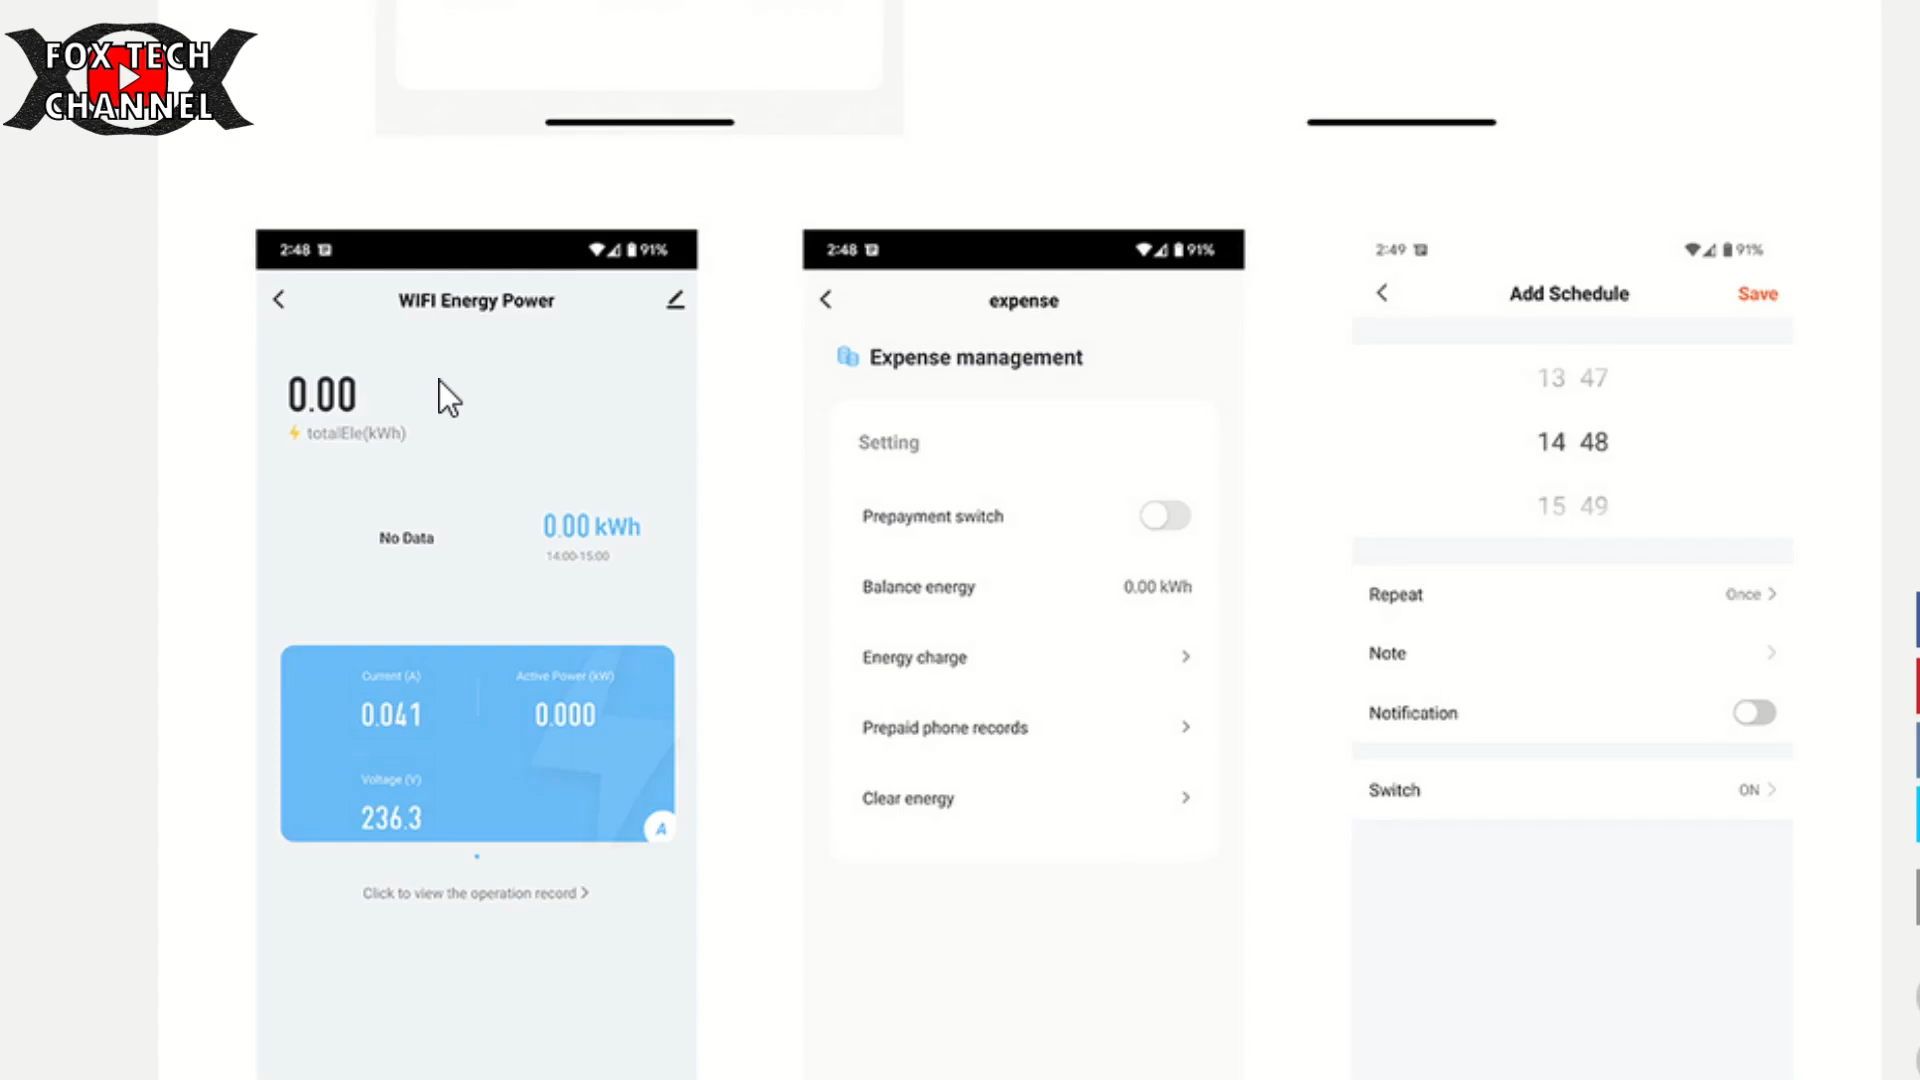 FOX TECH
CHANNEL
2:48 91%
WIFI Energy Power
0.00
totalEle(kWh)
No Data
0.00 kWh
14:00-15:00
Current (A)
0.041
Active Power (kW)
0.000
Voltage (V)
236.3
A
Click to view the operation record >
2:48 91%
expense
Expense management
Setting
Prepayment switch
Balance energy 0.00 kWh
Energy charge
Prepaid phone records
Clear energy
2:49 91%
Add Schedule Save
13 47
14 48
15 49
Repeat Once >
Note >
Notification
Switch ON >